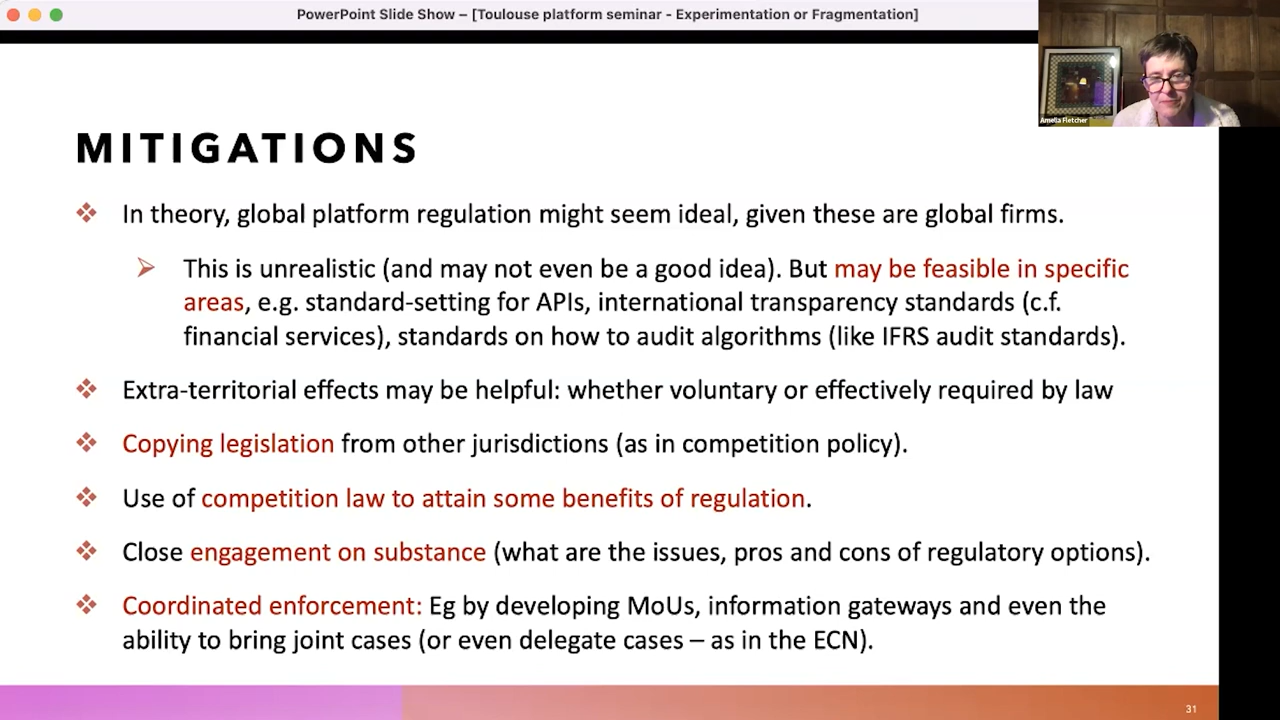 PowerPoint Slide Show – [Toulouse platform seminar - Experimentation or Fragmentation]
Amelia Fletcher
MITIGATIONS
❖ In theory, global platform regulation might seem ideal, given these are global firms.
➢ This is unrealistic (and may not even be a good idea). But may be feasible in specific
areas, e.g. standard-setting for APIs, international transparency standards (c.f.
financial services), standards on how to audit algorithms (like IFRS audit standards).
❖ Extra-territorial effects may be helpful: whether voluntary or effectively required by law
❖ Copying legislation from other jurisdictions (as in competition policy).
❖ Use of competition law to attain some benefits of regulation.
❖ Close engagement on substance (what are the issues, pros and cons of regulatory options).
❖ Coordinated enforcement: Eg by developing MoUs, information gateways and even the
ability to bring joint cases (or even delegate cases – as in the ECN).
31